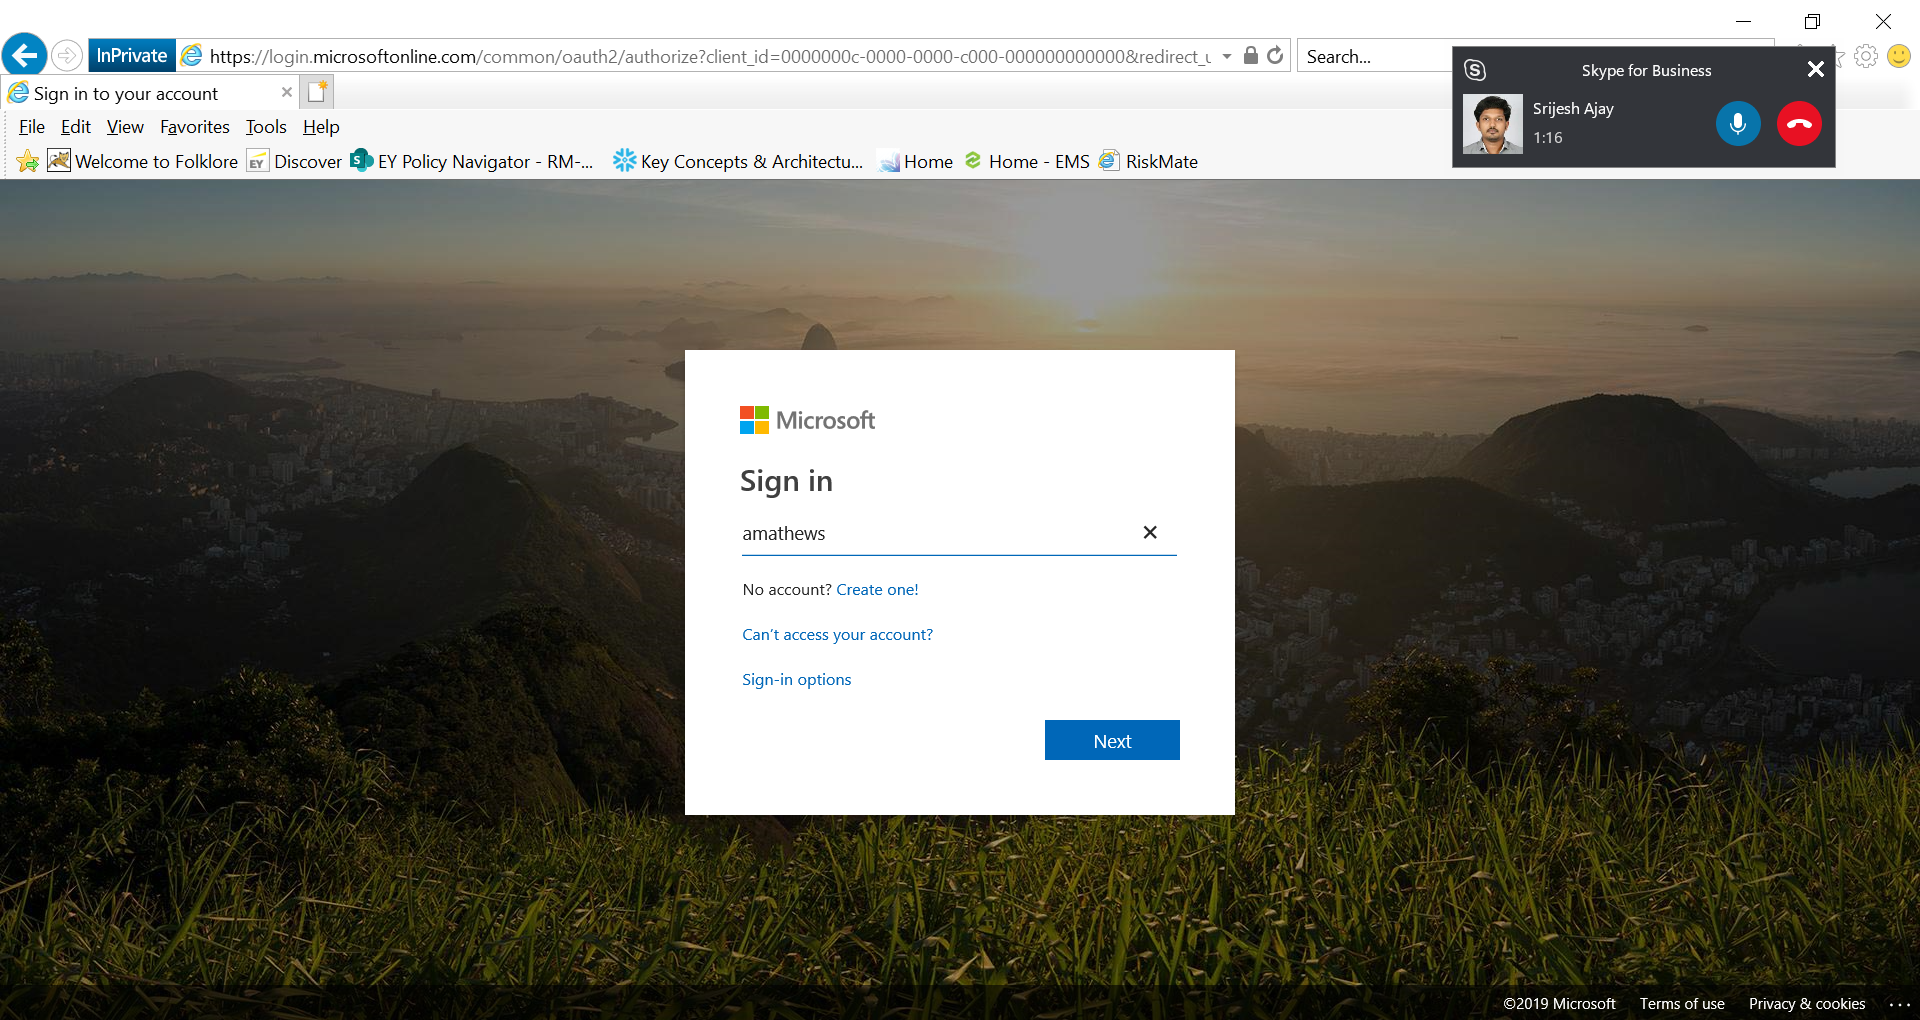 InPrivate
https://login.microsoftonline.com/common/oauth2/authorize?client_id=0000000c-0000-0000-c000-000000000000&redirect_u
Search...
Sign in to your account
File Edit View Favorites Tools Help
Welcome to Folklore EY Discover S EY Policy Navigator - RM-... Key Concepts & Architectu... Home Home - EMS RiskMate
Skype for Business
Srijesh Ajay
1:16
Microsoft
Sign in
amathews
No account? Create one!
Can't access your account?
Sign-in options
Next
©2019 Microsoft Terms of use Privacy & cookies ...